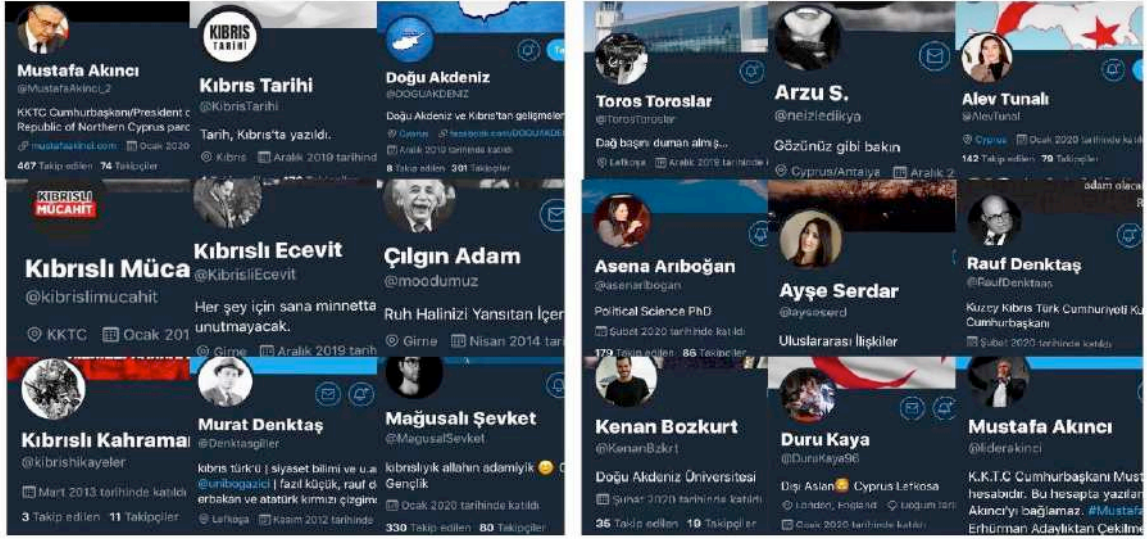 Mustafa Akıncı
@MustafaAkinci_2
KKTC Cumhurbaşkanı/President c
Republic of Northern Cyprus parc
mustafaakinci.com Ocak 2020
467 Takip edilen 74 Takipçiler
KIBRIS
TARİHİ
Kıbrıs Tarihi
@KibrisTarihi
Tarih, Kıbrıs'ta yazıldı.
Kıbrıs Aralık 2019 tarihind
Ta
Doğu Akdeniz
@DOGUAKDENIZ
Doğu Akdeniz ve Kıbrıs'tan gelişmeler
Cyprus facebook.com/DOGUAKDE
Aralık 2019 tarihinde katıldı
8 Takip edilen 301 Takipçiler
KIBRISLI
MÜCAHİT
Kıbrıslı Müca
@kibrislimucahit
KKTC Ocak 201
Kıbrıslı Ecevit
@KibrisliEcevit
Her şey için sana minnetta
unutmayacak.
Girne Aralık 2019 tarih
Çılgın Adam
@moodumuz
Ruh Halinizi Yansıtan İçer
Girne Nisan 2014 tar
Kıbrıslı Kahramar
@kibrishikayeler
Mart 2013 tarihinde katıldı
3 Takip edilen 11 Takipçiler
Murat Denktaş
@Denktasgiller
kıbrıs türk'ü | siyaset bilimi ve u.a
@unibogazici | fazıl küçük, rauf d
erbakan ve atatürk kırmızı çizgim
Lefkoşa Kasım 2012 tarihinde
Mağusalı Şevket
@MagusalSevket
kıbrıslıyık allahın adamiyik 😊
Gençlik
Ocak 2020 tarihinde katıldı
330 Takip edilen 80 Takipçiler
Toros Toroslar
@TorosToroslar
Dağ başını duman almış...
Lefkoşa Aralık 2019 tarihinde
Arzu S.
@neizledikya
Gözünüz gibi bakın
Cyprus/Antalya Aralık 2
Alev Tunalı
@AlevTunal
Cyprus Ocak 2020 tarihinde katıldı
142 Takip edilen 79 Takipçiler
Asena Arıboğan
@asenaribogan
Political Science PhD
Şubat 2020 tarihinde katıldı
179 Takip edilen 86 Takipçiler
Ayşe Serdar
@ayseserd
Uluslararası İlişkiler
adam olaca
Rauf Denktaş
@RaufDenktaas
Kuzey Kıbrıs Türk Cumhuriyeti Ku
Cumhurbaşkanı
Şubat 2020 tarihinde katıldı
Kenan Bozkurt
@KenanBzkrt
Doğu Akdeniz Üniversitesi
Şubat 2020 tarihinde katıldı
35 Takip edilen 19 Takipçiler
Duru Kaya
@DuruKaya96
Dişi Aslan Cyprus Lefkosa
London, England Doğum tari
Ocak 2020 tarihinde katıldı
Mustafa Akıncı
@liderakinci
K.K.T.C Cumhurbaşkanı Must
hesabıdır. Bu hesapta yazılan
Akıncı'yı bağlamaz. #Mustafa
Erhürman Adaylıktan Çekilme